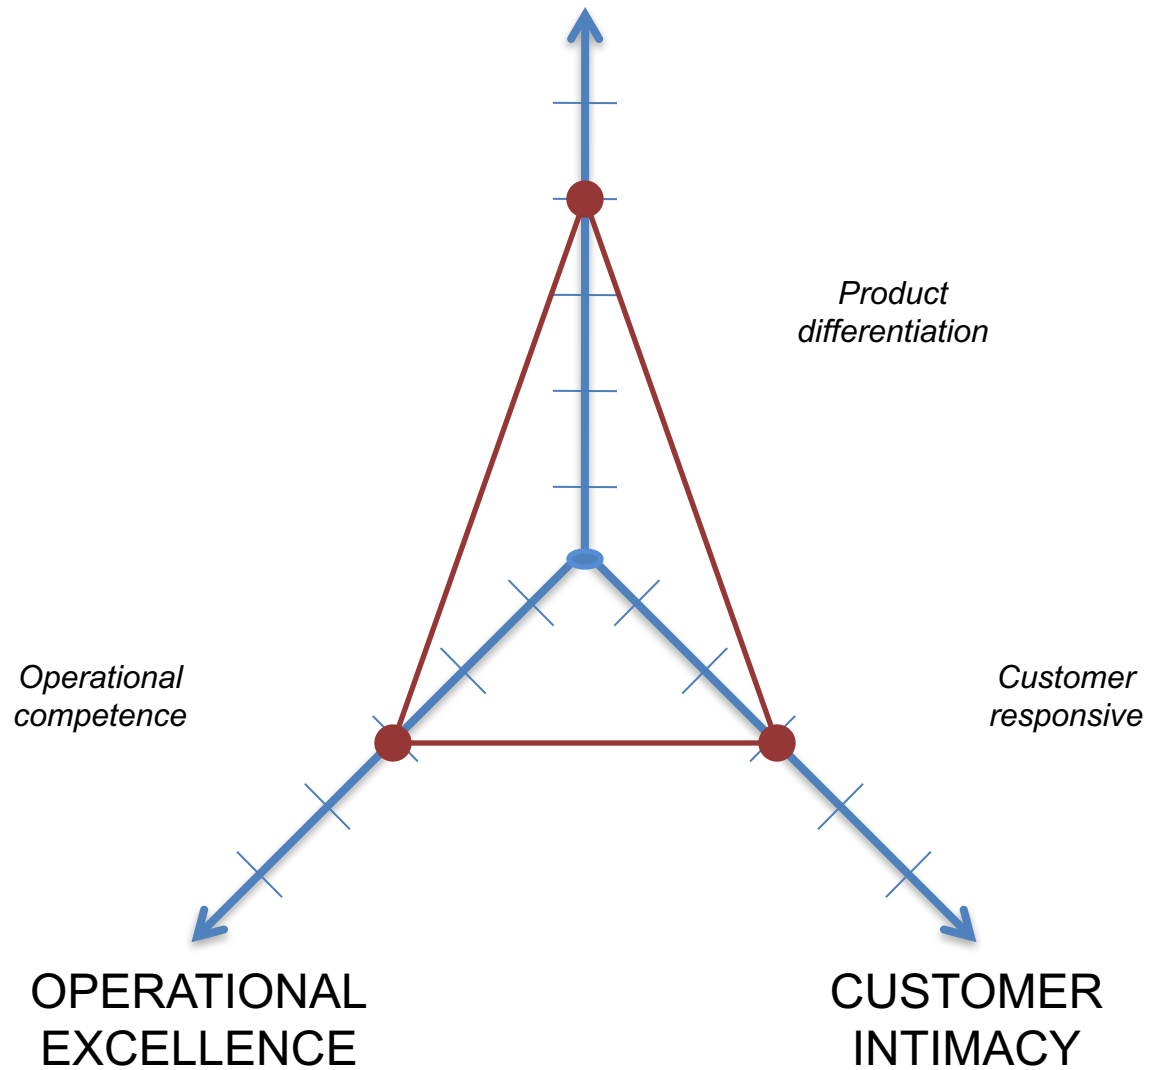 Product
differentiation
Operational
competence
Customer
responsive
OPERATIONAL
EXCELLENCE
CUSTOMER
INTIMACY